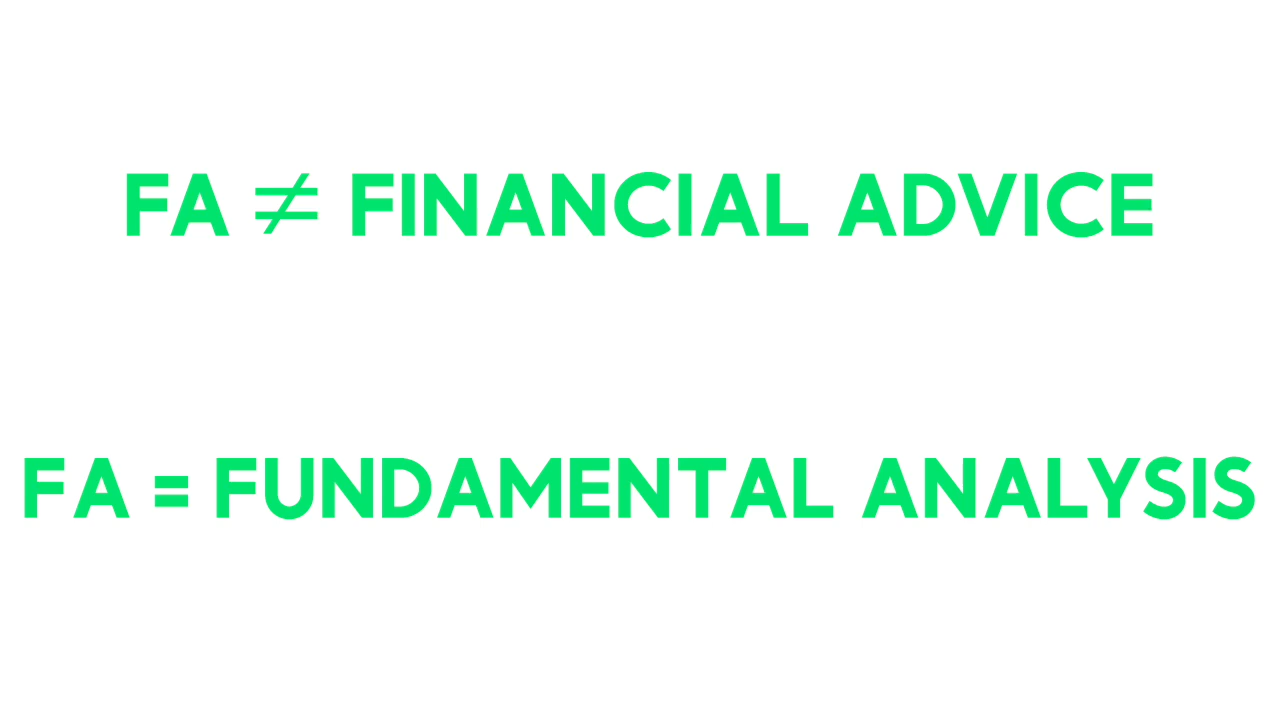 FA ≠ FINANCIAL ADVICE
FA = FUNDAMENTAL ANALYSIS